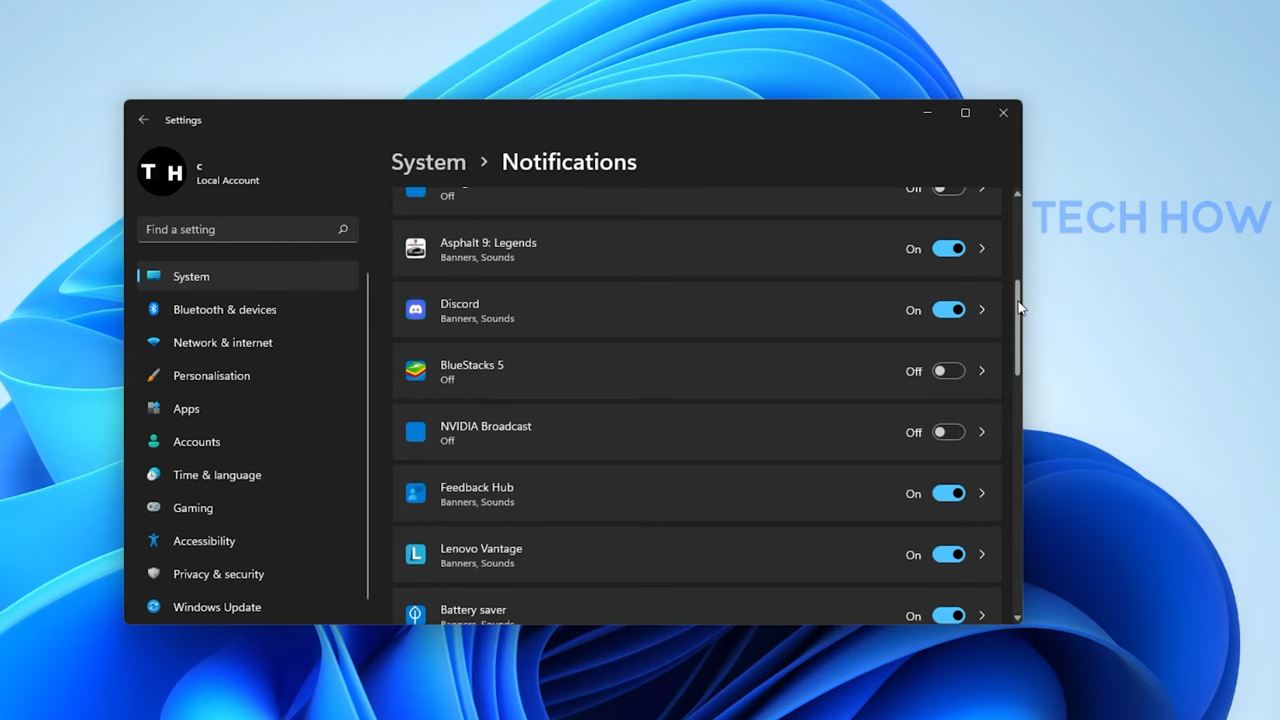 Settings
T H
c
Local Account
Find a setting
System
Bluetooth & devices
Network & internet
Personalisation
Apps
Accounts
Time & language
Gaming
Accessibility
Privacy & security
Windows Update
System > Notifications
Off
Off
Asphalt 9: Legends
Banners, Sounds
On
Discord
Banners, Sounds
On
BlueStacks 5
Off
Off
NVIDIA Broadcast
Off
Off
Feedback Hub
Banners, Sounds
On
Lenovo Vantage
Banners, Sounds
On
Battery saver
Banners, Sounds
On
TECH HOW